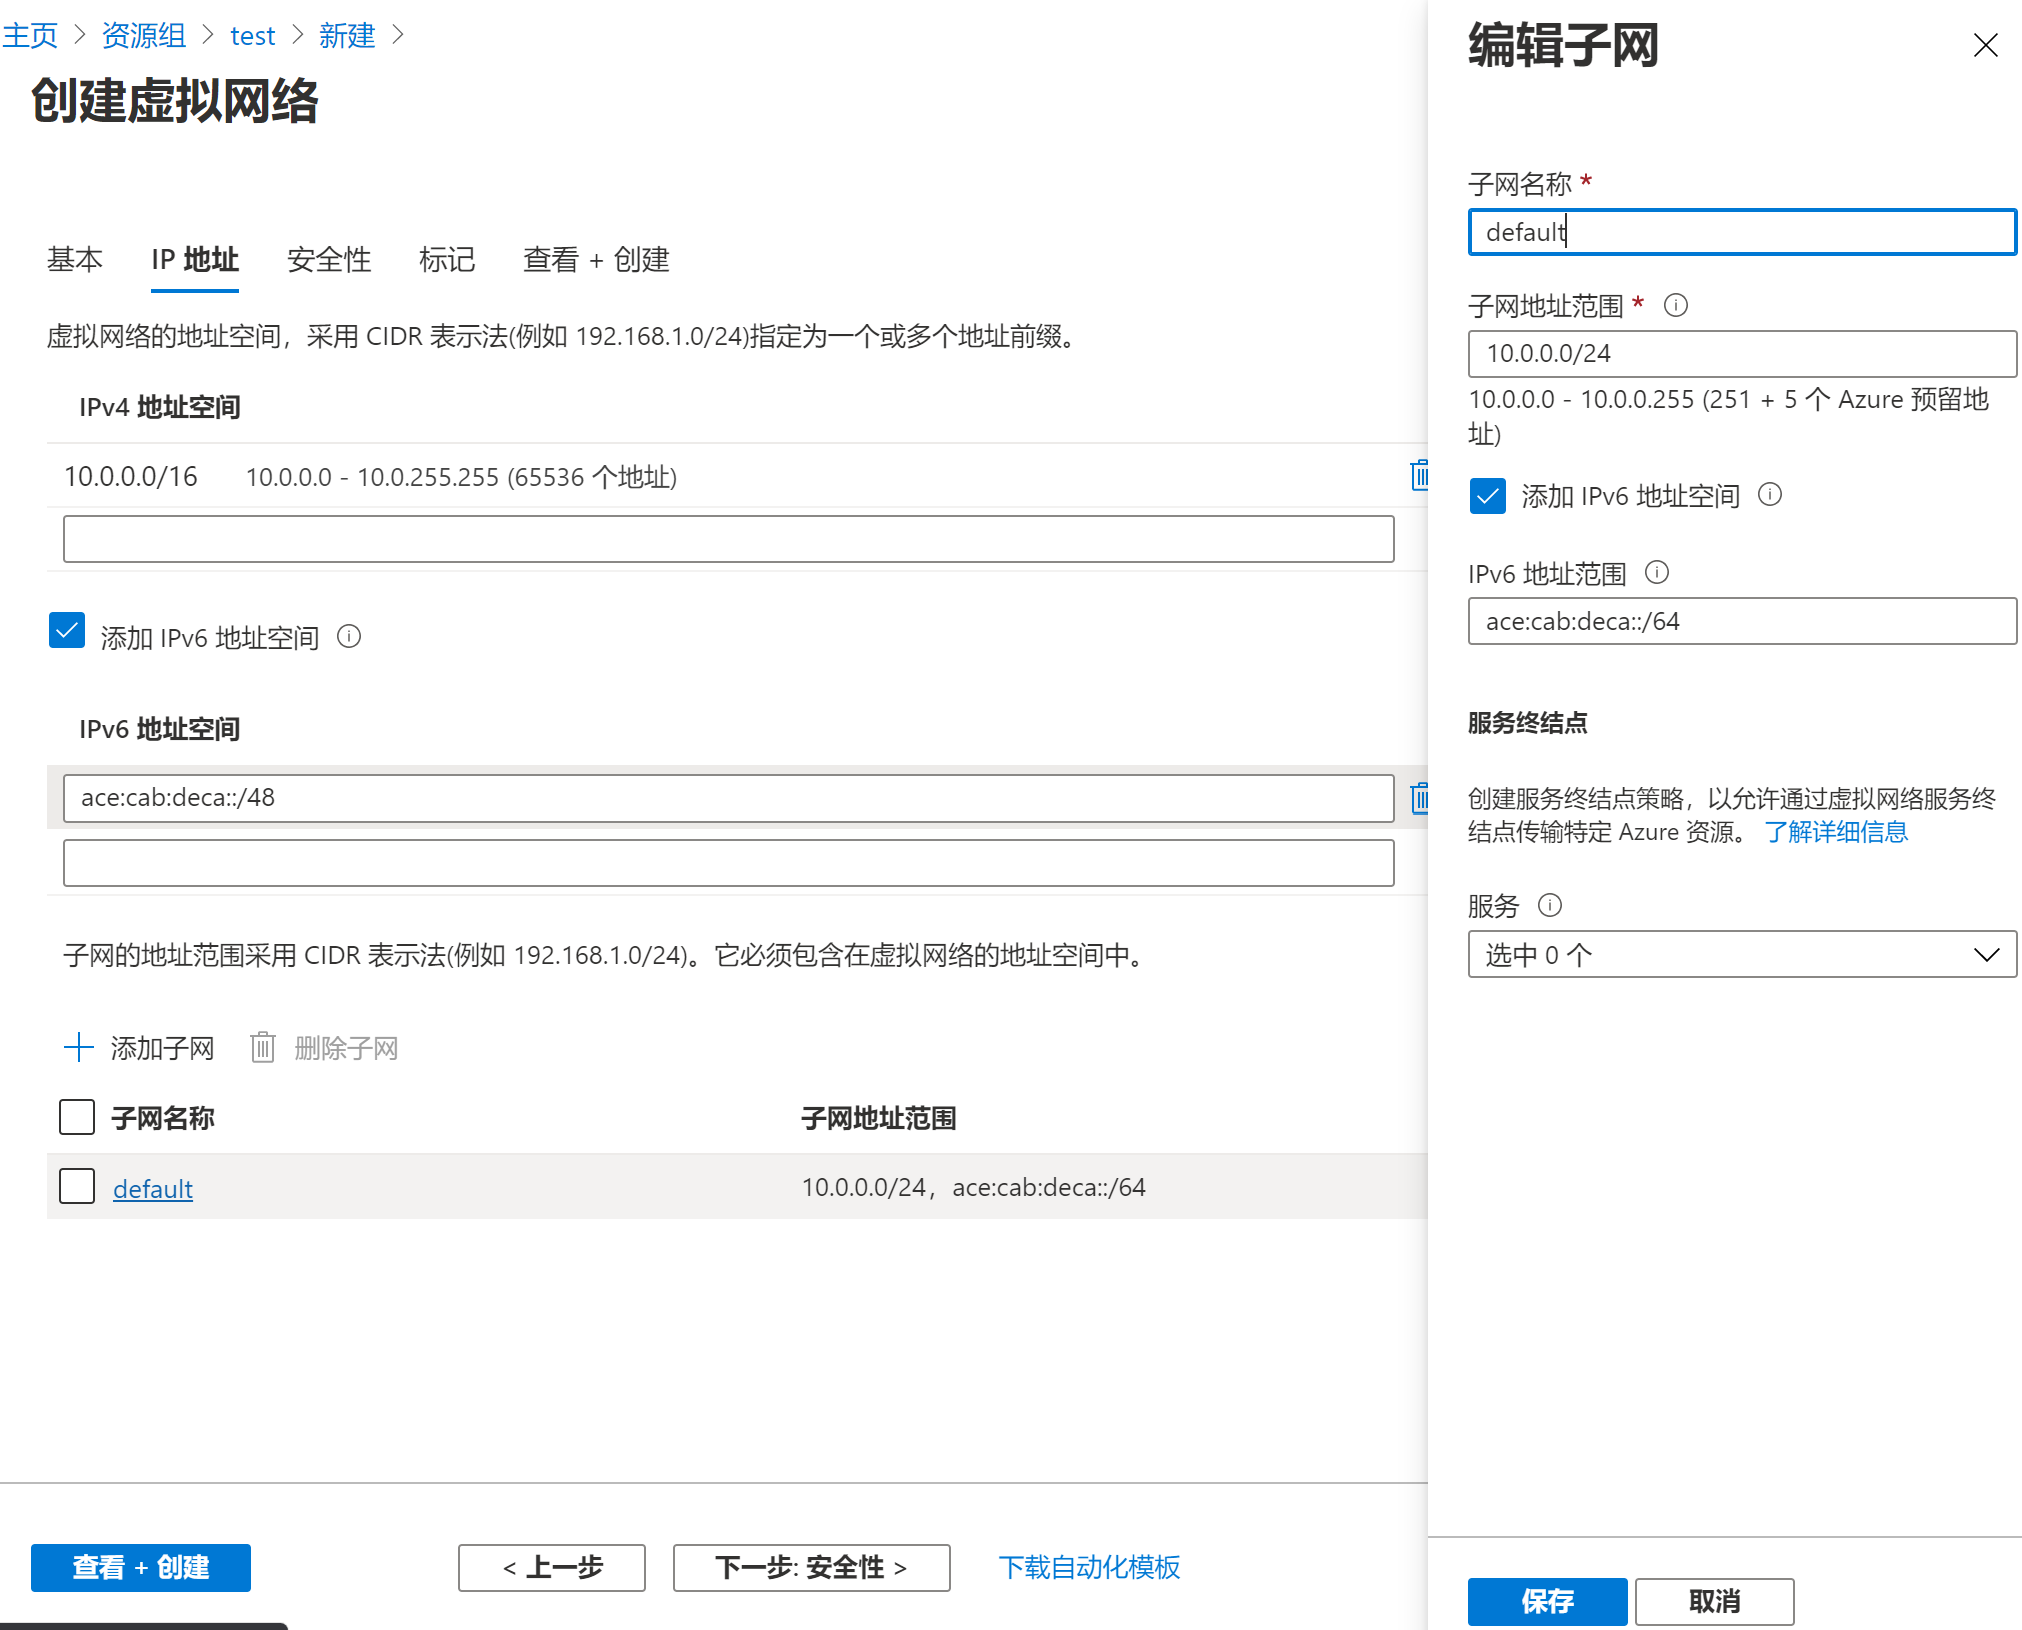 主页 > 资源组 > test > 新建 >
创建虚拟网络
基本 IP 地址 安全性 标记 查看 + 创建
虚拟网络的地址空间，采用 CIDR 表示法(例如 192.168.1.0/24)指定为一个或多个地址前缀。
IPv4 地址空间
10.0.0.0/16 10.0.0.0 - 10.0.255.255 (65536 个地址)
添加 IPv6 地址空间
IPv6 地址空间
ace:cab:deca::/48
子网的地址范围采用 CIDR 表示法(例如 192.168.1.0/24)。它必须包含在虚拟网络的地址空间中。
添加子网 删除子网
子网名称 子网地址范围
default 10.0.0.0/24，ace:cab:deca::/64
查看 + 创建 < 上一步 下一步: 安全性 > 下载自动化模板
编辑子网
子网名称 *
default
子网地址范围 *
10.0.0.0/24
10.0.0.0 - 10.0.0.255 (251 + 5 个 Azure 预留地
址)
添加 IPv6 地址空间
IPv6 地址范围
ace:cab:deca::/64
服务终结点
创建服务终结点策略，以允许通过虚拟网络服务终
结点传输特定 Azure 资源。 了解详细信息
服务
选中 0 个
保存 取消